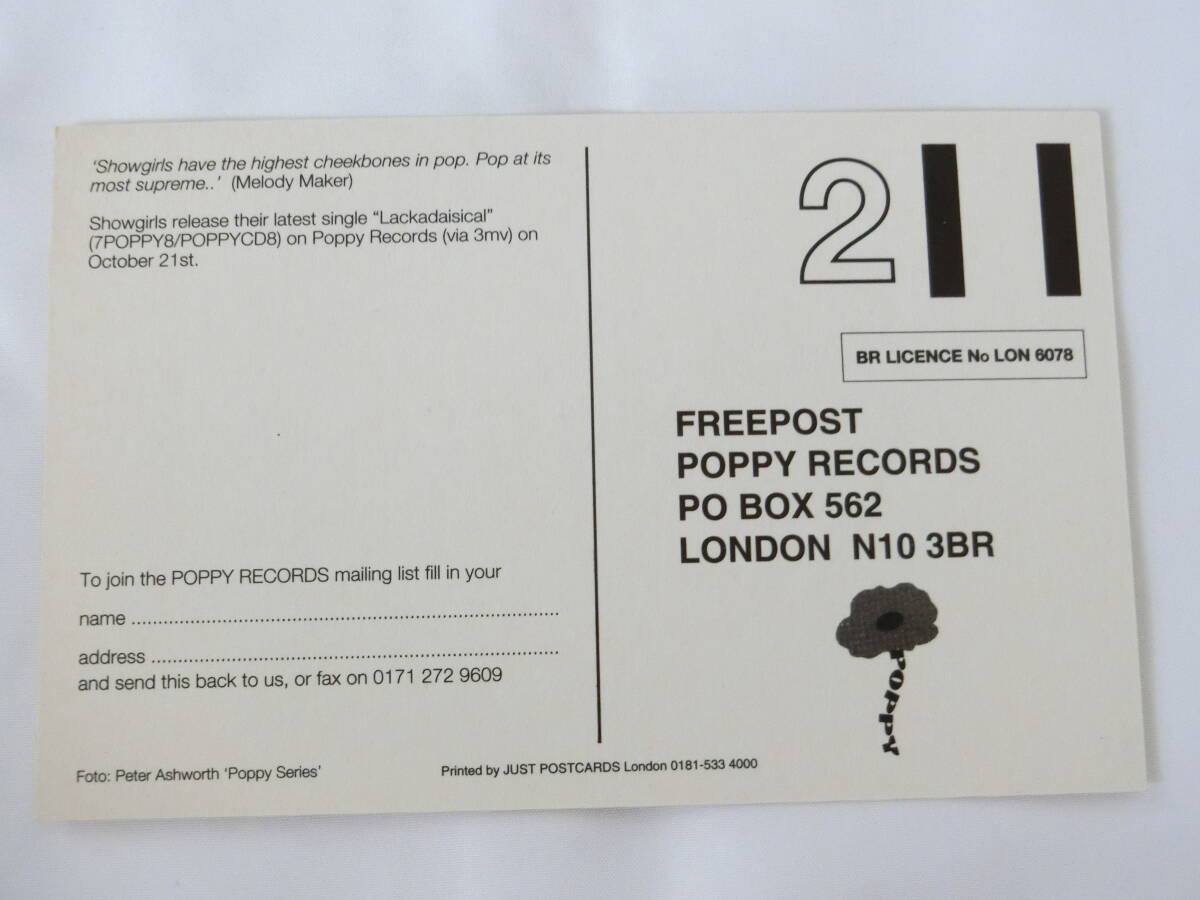 ‘Showgirls have the highest cheekbones in pop. Pop at its
most supreme..’ (Melody Maker)
Showgirls release their latest single “Lackadaisical”
(7POPPY8/POPPYCD8) on Poppy Records (via 3mv) on
October 21st.
To join the POPPY RECORDS mailing list fill in your
name ................................................................................
address ............................................................................
and send this back to us, or fax on 0171 272 9609
Foto: Peter Ashworth ‘Poppy Series’
Printed by JUST POSTCARDS London 0181-533 4000
2
BR LICENCE No LON 6078
FREEPOST
POPPY RECORDS
PO BOX 562
LONDON N10 3BR
POPPY